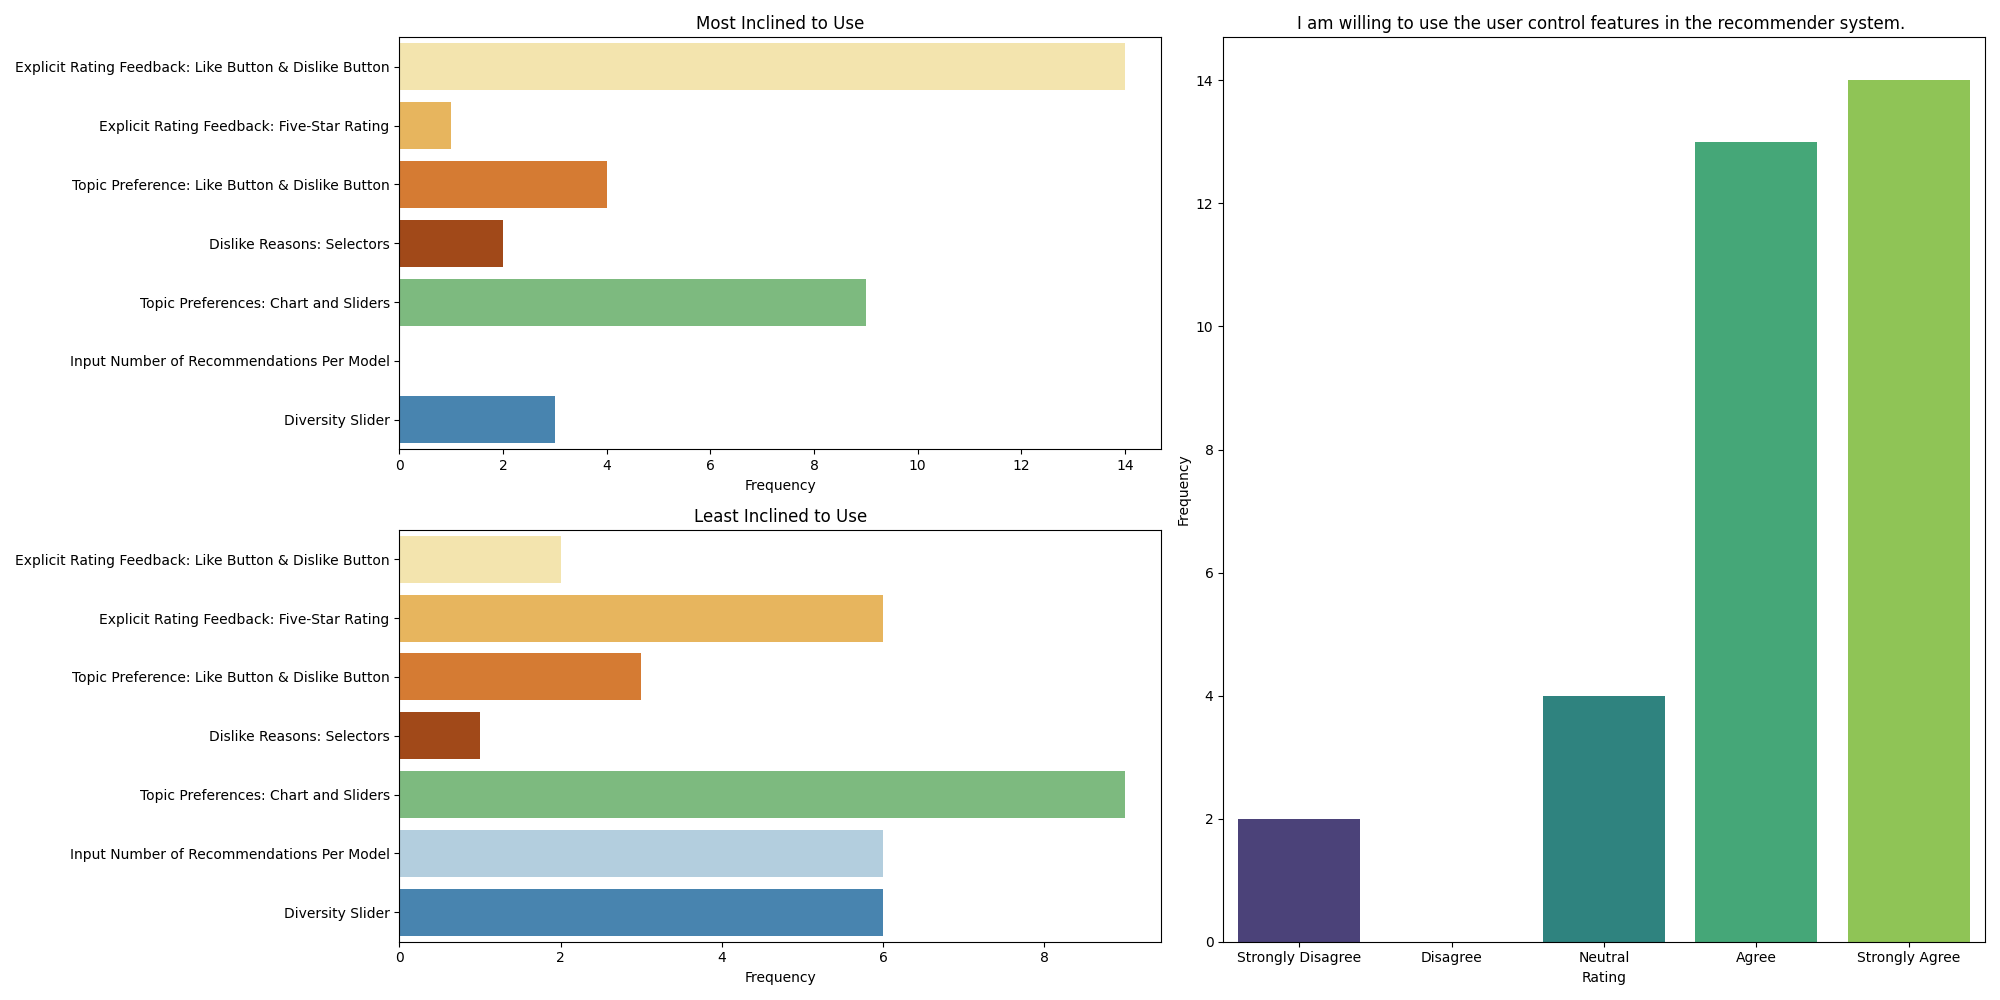 Most Inclined to Use
Explicit Rating Feedback: Like Button & Dislike Button
Explicit Rating Feedback: Five-Star Rating
Topic Preference: Like Button & Dislike Button
Dislike Reasons: Selectors
Topic Preferences: Chart and Sliders
Input Number of Recommendations Per Model
Diversity Slider
0 2 4 6 8 10 12 14
Frequency
Least Inclined to Use
Explicit Rating Feedback: Like Button & Dislike Button
Explicit Rating Feedback: Five-Star Rating
Topic Preference: Like Button & Dislike Button
Dislike Reasons: Selectors
Topic Preferences: Chart and Sliders
Input Number of Recommendations Per Model
Diversity Slider
0 2 4 6 8
Frequency
I am willing to use the user control features in the recommender system.
Frequency
14
12
10
8
6
4
2
0
Strongly Disagree Disagree Neutral Agree Strongly Agree
Rating